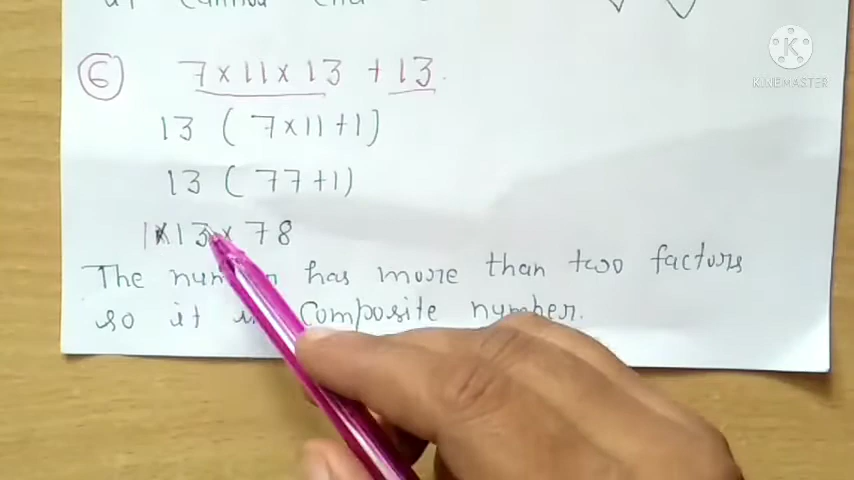 6 7 × 11 × 13 + 13.
13 ( 7 × 11 + 1 )
13 ( 77 + 1 )
1 × 13 × 78
The has more than two factors
so it composite number.
KINEMASTER